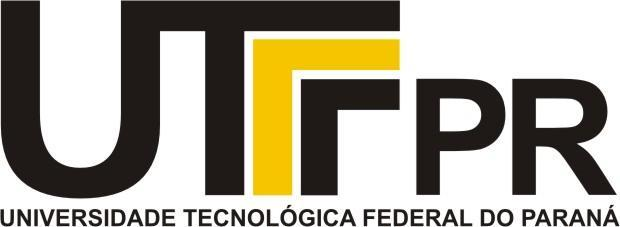 UTFPR
UNIVERSIDADE TECNOLÓGICA FEDERAL DO PARANÁ